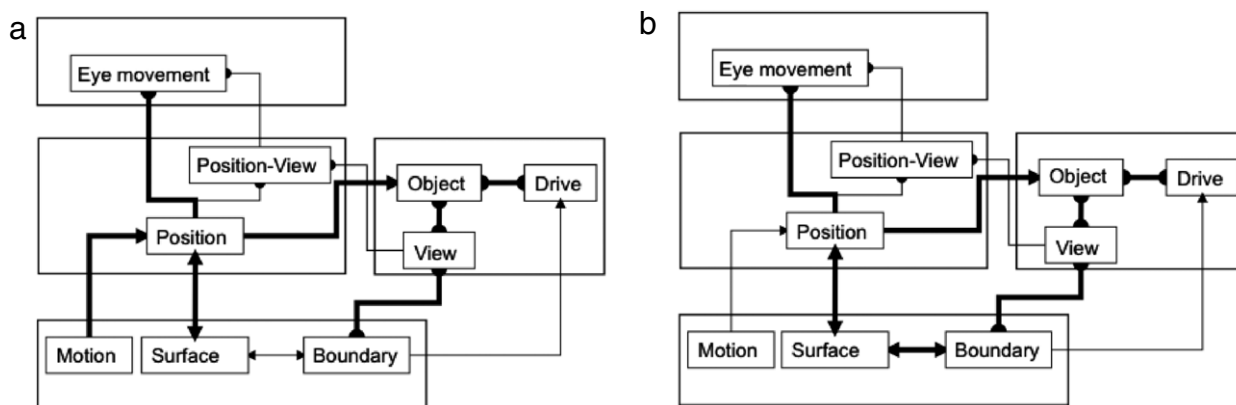 a
Eye movement
Position-View
Object
Drive
Position
View
Motion
Surface
Boundary
b
Eye movement
Position-View
Object
Drive
Position
View
Motion
Surface
Boundary